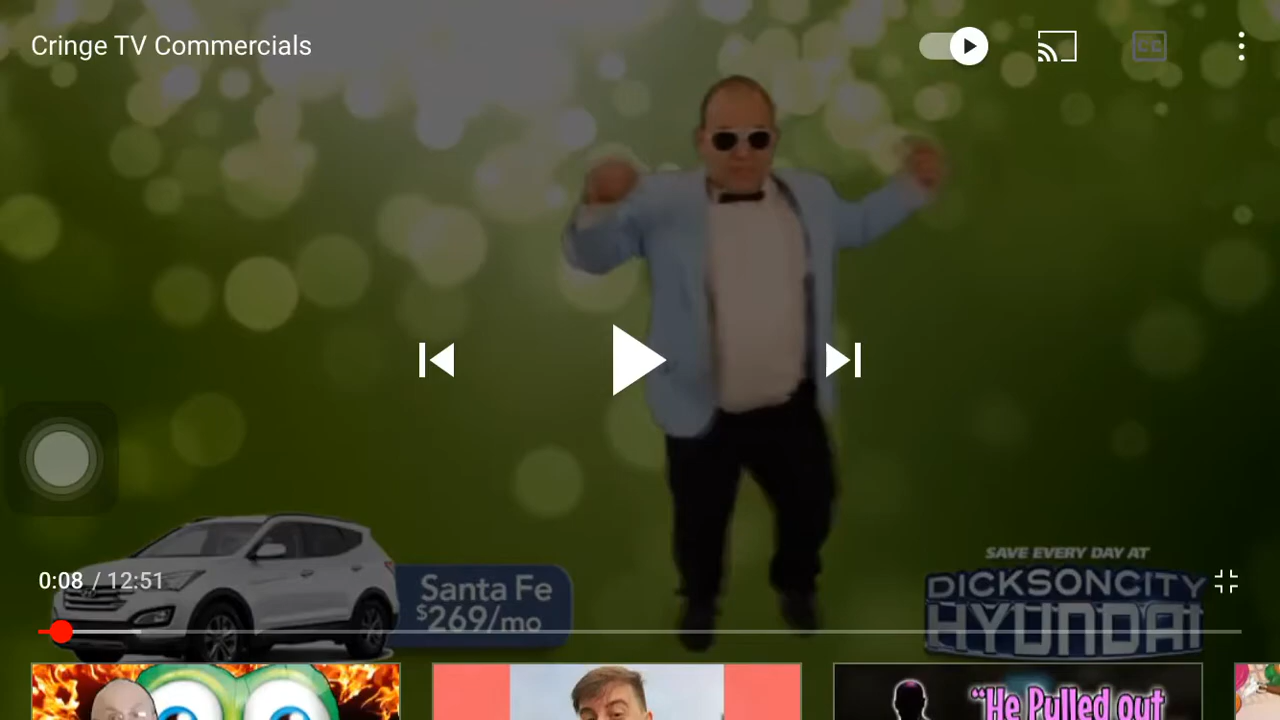 Cringe TV Commercials
CC
SAVE EVERY DAY AT
DICKSONCITY
HYUNDAI
Santa Fe
$269/mo
0:08 / 12:51
"He Pulled out